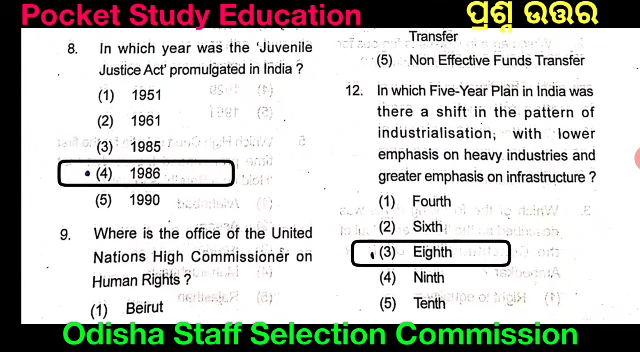 Pocket Study Education
ପ୍ରଶ୍ନ ଉତ୍ତର
8. In which year was the 'Juvenile
Justice Act' promulgated in India ?
(1) 1951
(2) 1961
(3) 1985
(4) 1986
(5) 1990
9. Where is the office of the United
Nations High Commissioner on
Human Rights ?
(1) Beirut
Transfer
(5) Non Effective Funds Transfer
12. In which Five-Year Plan in India was
there a shift in the pattern of
industrialisation, with lower
emphasis on heavy industries and
greater emphasis on infrastructure ?
(1) Fourth
(2) Sixth
(3) Eighth
(4) Ninth
(5) Tenth
Odisha Staff Selection Commission